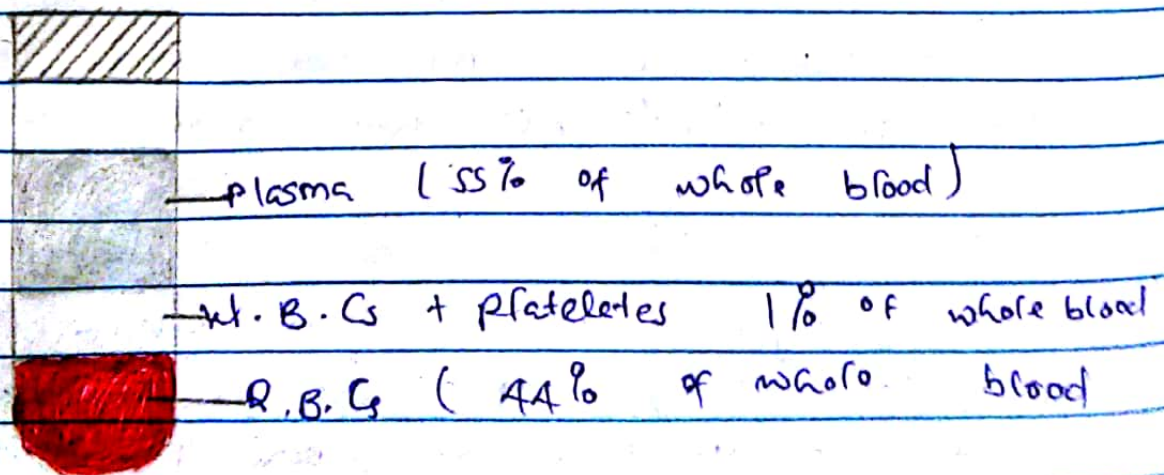 Plasma (55% of whole blood)
W.B.Cs + Plateletes 1% of whole blood
R.B.Cs (44% of whole blood